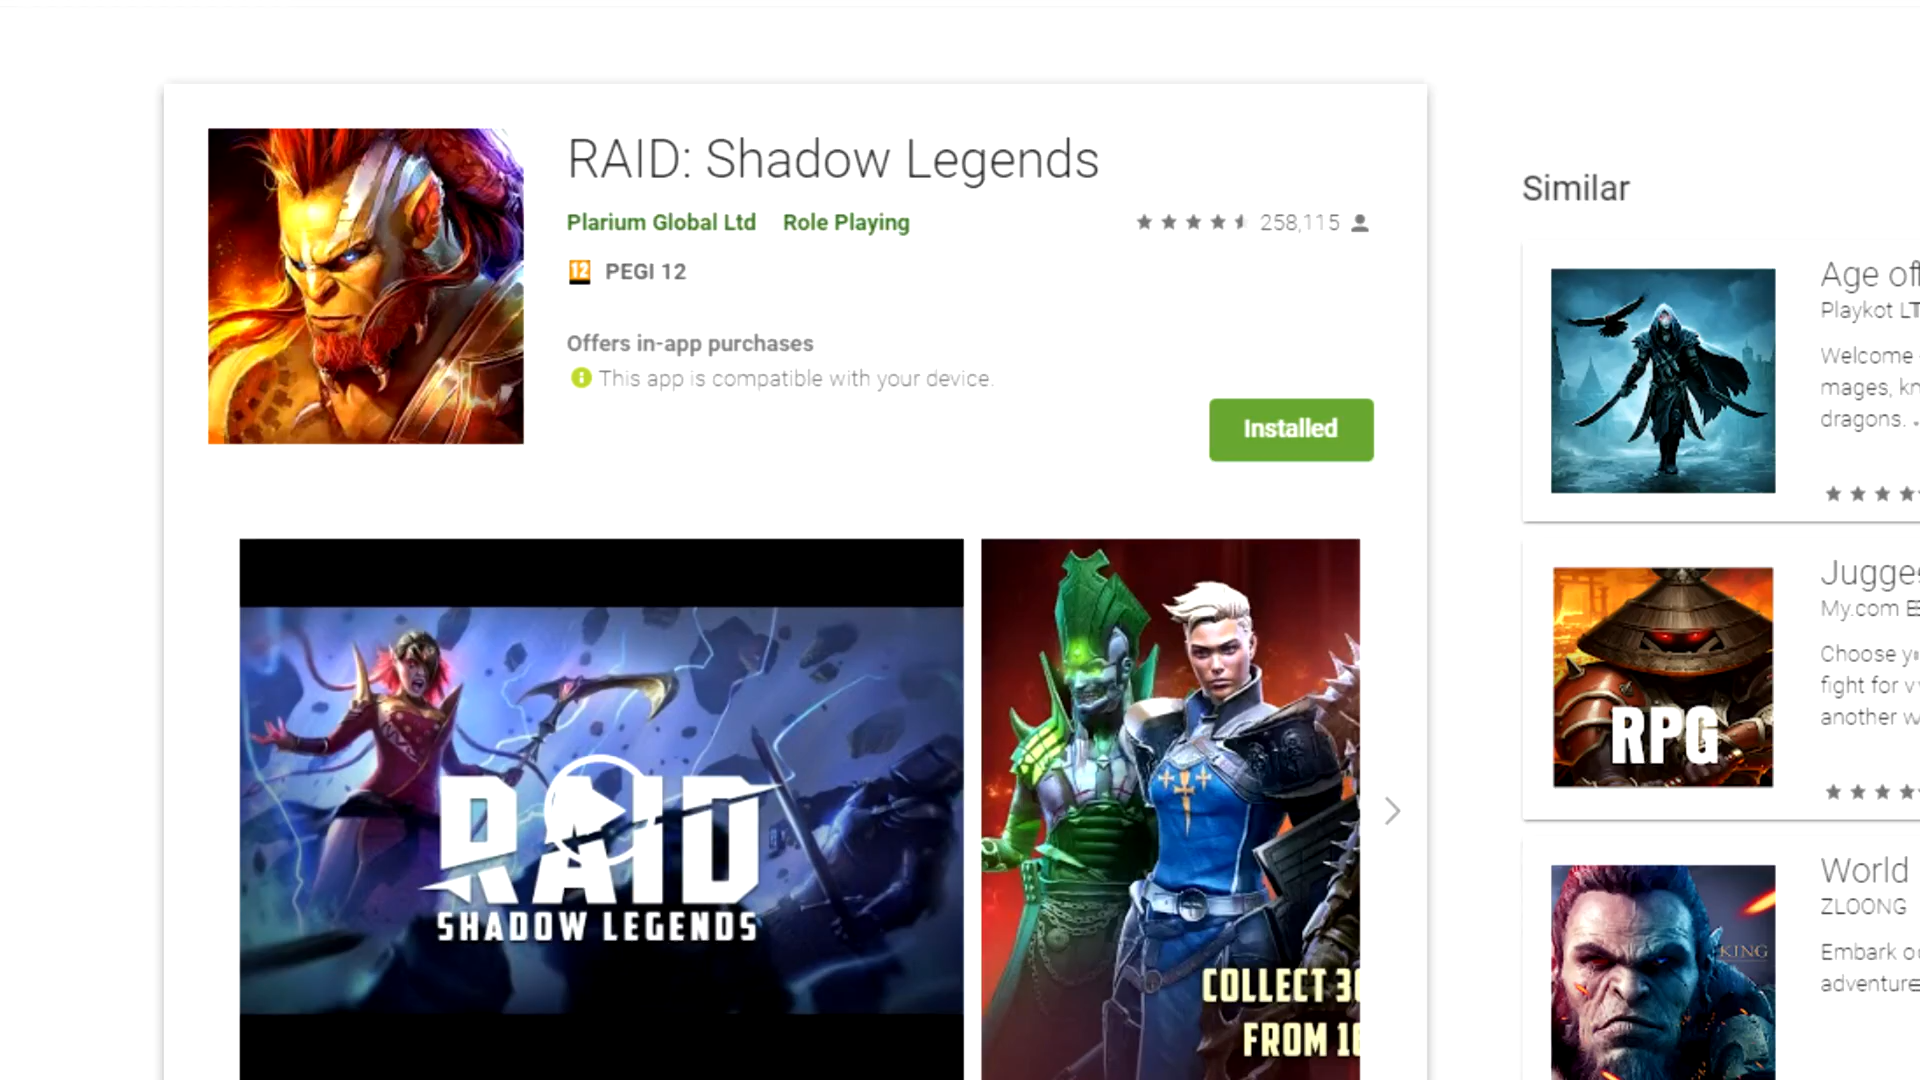 RAID: Shadow Legends
Plarium Global Ltd Role Playing
258,115
12 PEGI 12
Offers in-app purchases
This app is compatible with your device.
Installed
RAID
SHADOW LEGENDS
COLLECT
FROM
Similar
Age of
Playkot
Welcome
mages,
dragons.
My.com
RPG
Choose
fight for
another
World
ZLOONG
KING
Embark